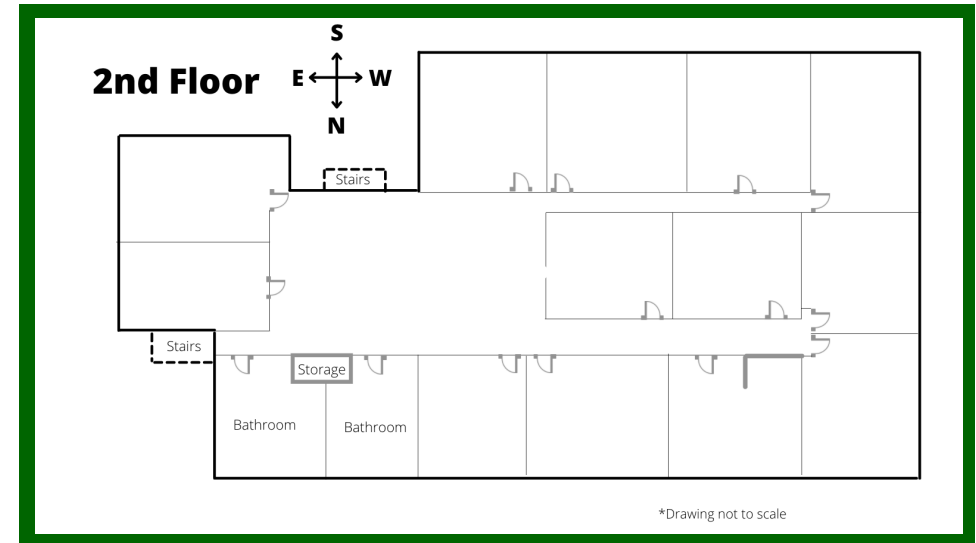 S
2nd Floor
E W
N
Stairs
Stairs
Storage
Bathroom
Bathroom
*Drawing not to scale